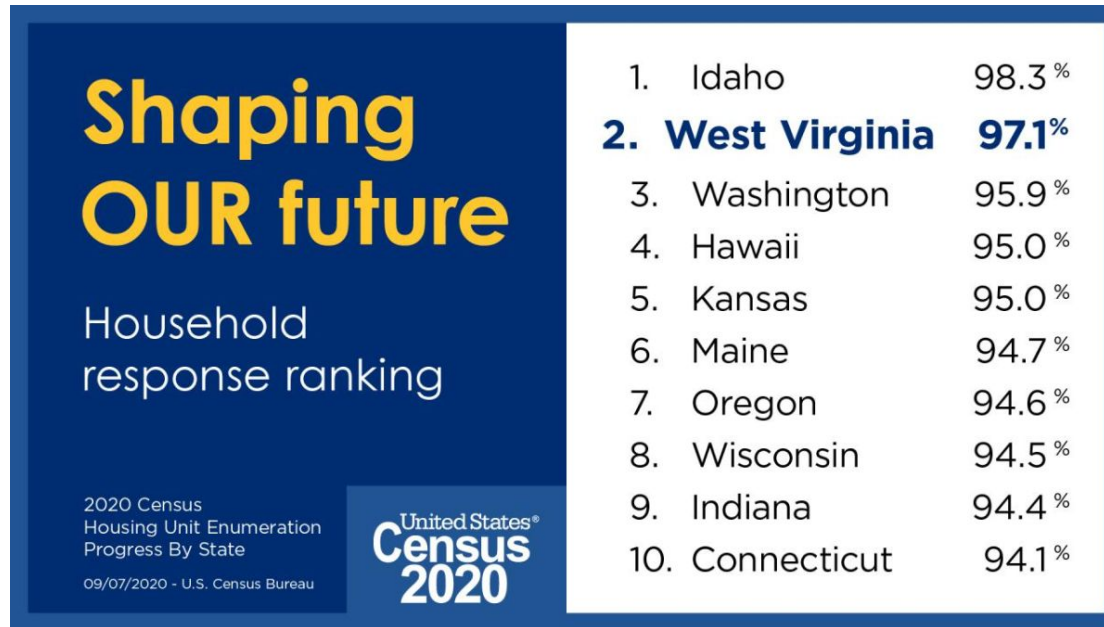 Shaping
OUR future
Household
response ranking
2020 Census
Housing Unit Enumeration
Progress By State
09/07/2020 - U.S. Census Bureau
United States®
Census
2020
1. Idaho 98.3 %
2. West Virginia 97.1%
3. Washington 95.9 %
4. Hawaii 95.0 %
5. Kansas 95.0 %
6. Maine 94.7 %
7. Oregon 94.6 %
8. Wisconsin 94.5 %
9. Indiana 94.4 %
10. Connecticut 94.1 %